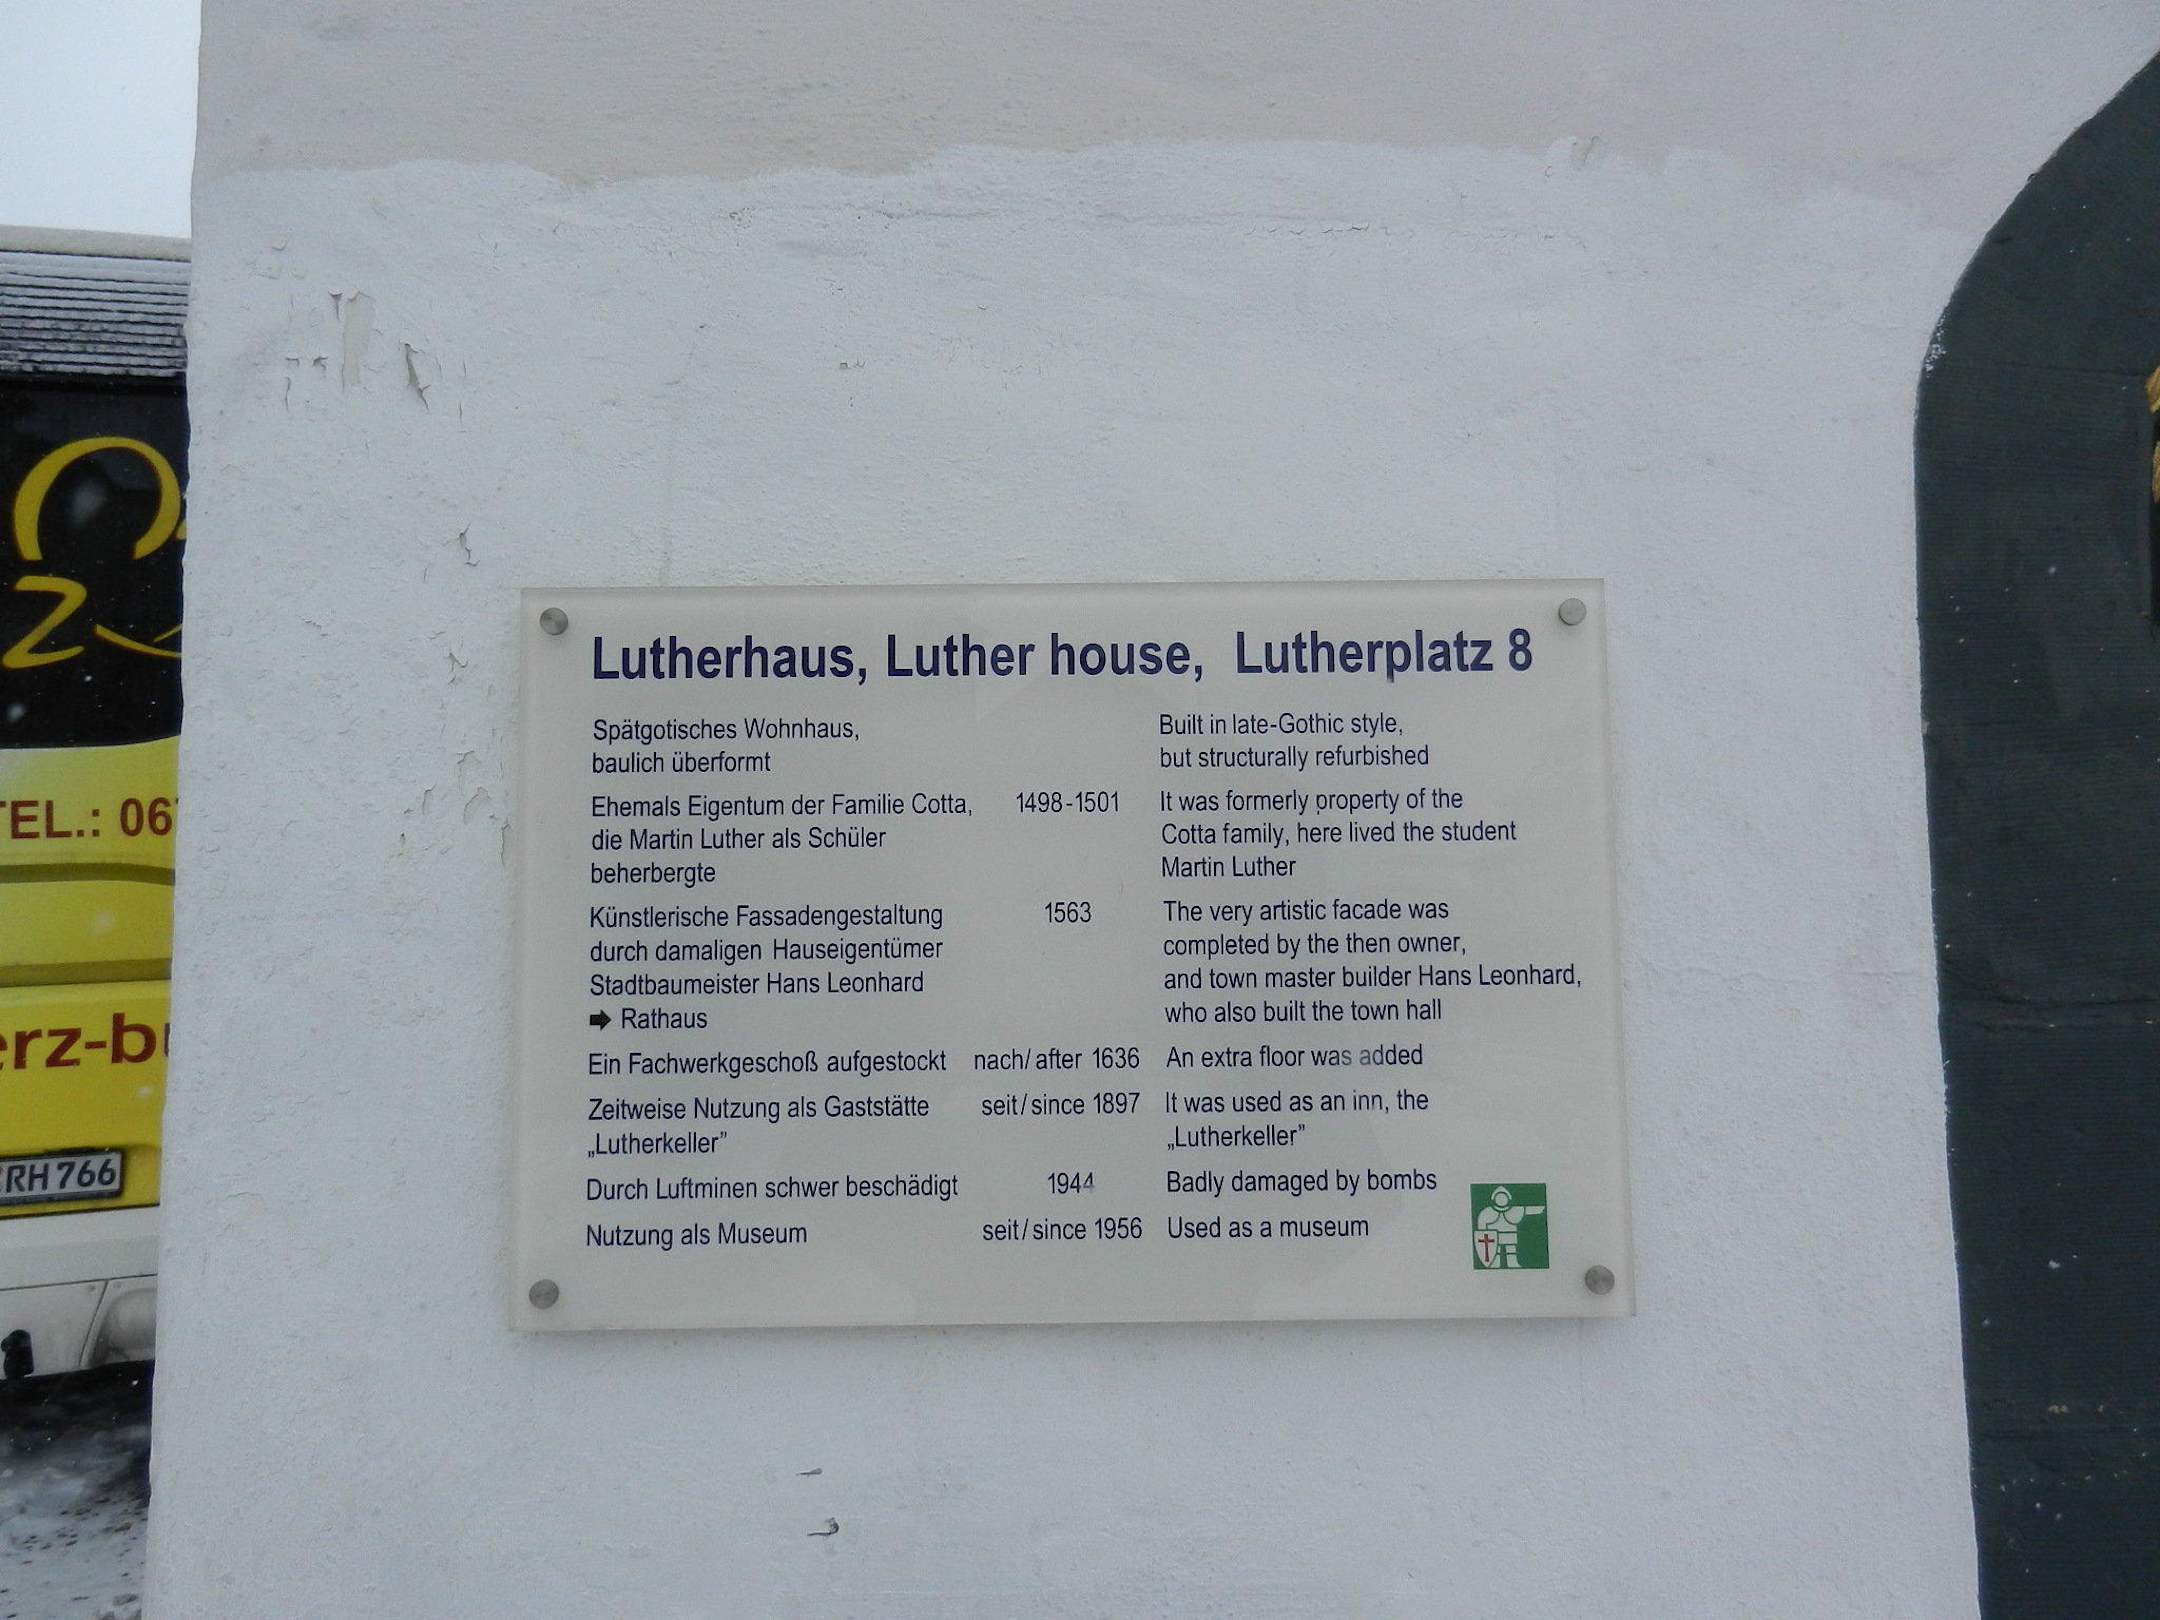 Lutherhaus, Luther house, Lutherplatz 8
Spätgotisches Wohnhaus,
baulich überformt
Built in late-Gothic style,
but structurally refurbished
Ehemals Eigentum der Familie Cotta,
die Martin Luther als Schüler
beherbergte
1498-1501
It was formerly property of the
Cotta family, here lived the student
Martin Luther
Künstlerische Fassadengestaltung
durch damaligen Hauseigentümer
Stadtbaumeister Hans Leonhard
➡ Rathaus
1563
The very artistic facade was
completed by the then owner,
and town master builder Hans Leonhard,
who also built the town hall
Ein Fachwerkgeschoß aufgestockt
nach/ after 1636
An extra floor was added
Zeitweise Nutzung als Gaststätte
„Lutherkeller”
seit/ since 1897
It was used as an inn, the
„Lutherkeller”
Durch Luftminen schwer beschädigt
1944
Badly damaged by bombs
Nutzung als Museum
seit/ since 1956
Used as a museum
TEL.: 06
erz-b
RH 766